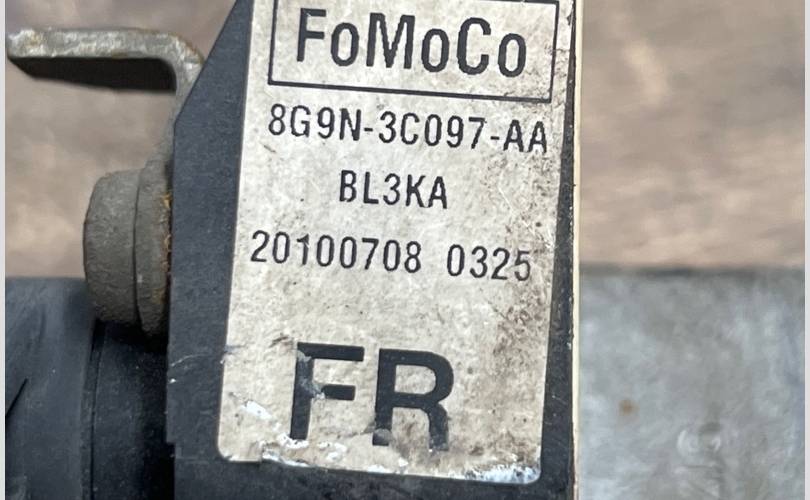 FoMoCo
8G9N-3C097-AA
BL3KA
20100708 0325
FR